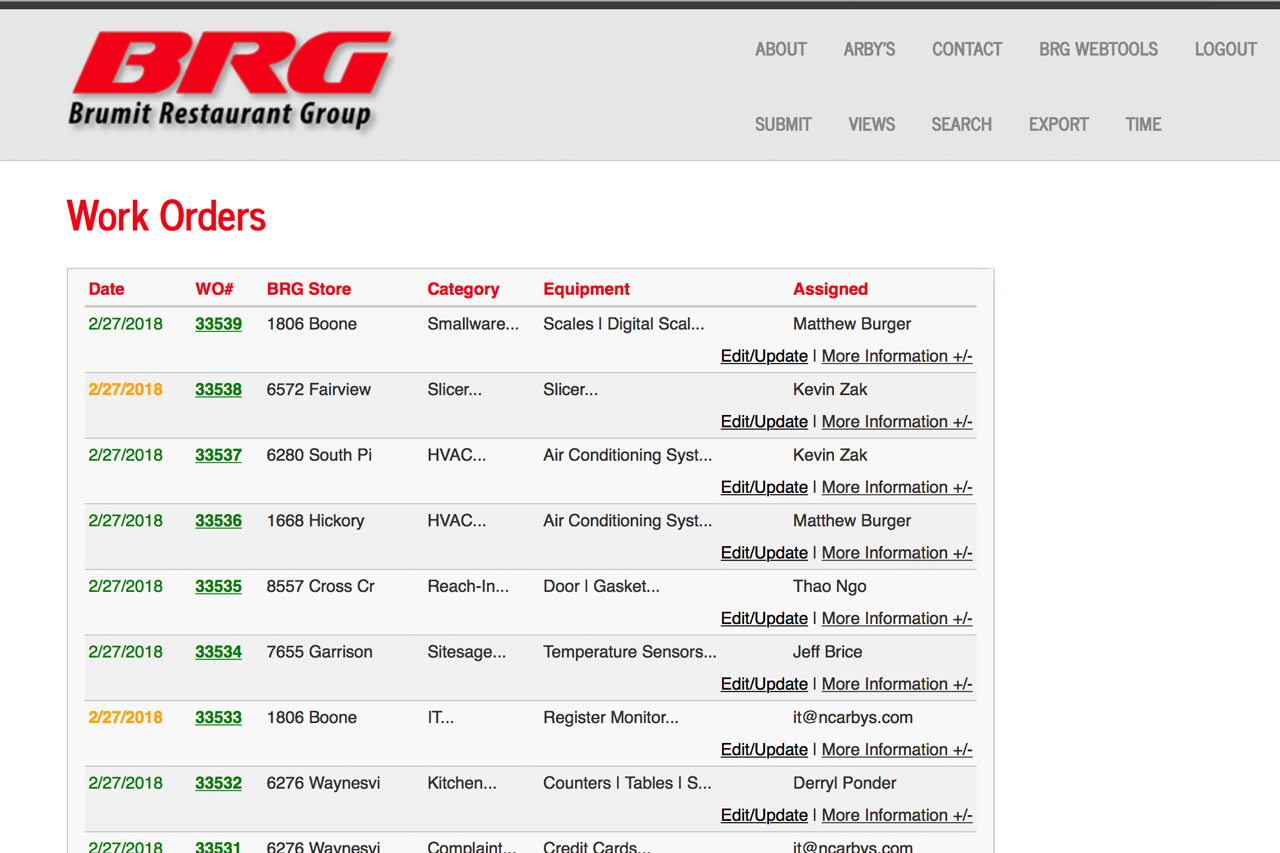 BRG
Brumit Restaurant Group
ABOUT ARBY'S CONTACT BRG WEBTOOLS LOGOUT
SUBMIT VIEWS SEARCH EXPORT TIME
Work Orders
Date WO# BRG Store Category Equipment Assigned
2/27/2018 33539 1806 Boone Smallware... Scales | Digital Scal... Matthew Burger
Edit/Update | More Information +/-
2/27/2018 33538 6572 Fairview Slicer... Slicer... Kevin Zak
Edit/Update | More Information +/-
2/27/2018 33537 6280 South Pi HVAC... Air Conditioning Syst... Kevin Zak
Edit/Update | More Information +/-
2/27/2018 33536 1668 Hickory HVAC... Air Conditioning Syst... Matthew Burger
Edit/Update | More Information +/-
2/27/2018 33535 8557 Cross Cr Reach-In... Door | Gasket... Thao Ngo
Edit/Update | More Information +/-
2/27/2018 33534 7655 Garrison Sitesage... Temperature Sensors... Jeff Brice
Edit/Update | More Information +/-
2/27/2018 33533 1806 Boone IT... Register Monitor... it@ncarbys.com
Edit/Update | More Information +/-
2/27/2018 33532 6276 Waynesvi Kitchen... Counters | Tables | S... Derryl Ponder
Edit/Update | More Information +/-
2/27/2018 33531 6276 Waynesvi Complaint... Credit Cards... it@ncarbys.com